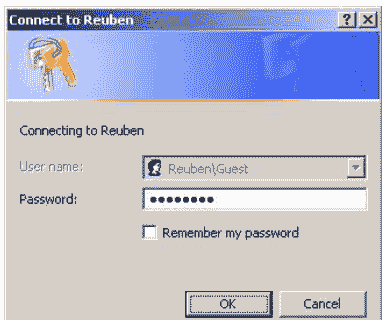 Connect to Reuben
Connecting to Reuben
User name: Reuben\Guest
Password: ••••••••
Remember my password
OK Cancel